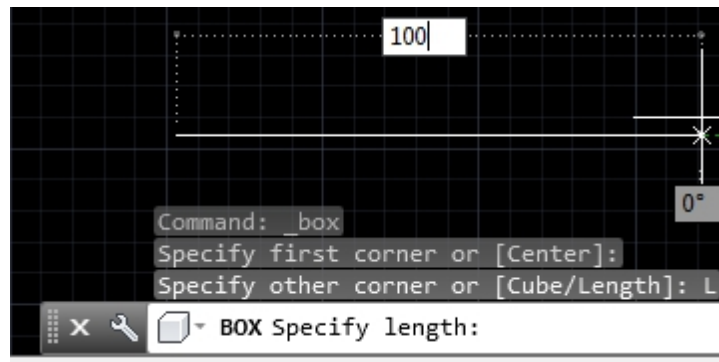 100
0°
Command: _box
Specify first corner or [Center]:
Specify other corner or [Cube/Length]: L
BOX Specify length: